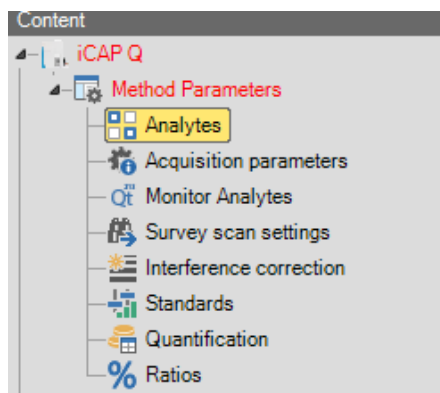 Content
iCAP Q
Method Parameters
Analytes
Acquisition parameters
Monitor Analytes
Survey scan settings
Interference correction
Standards
Quantification
Ratios